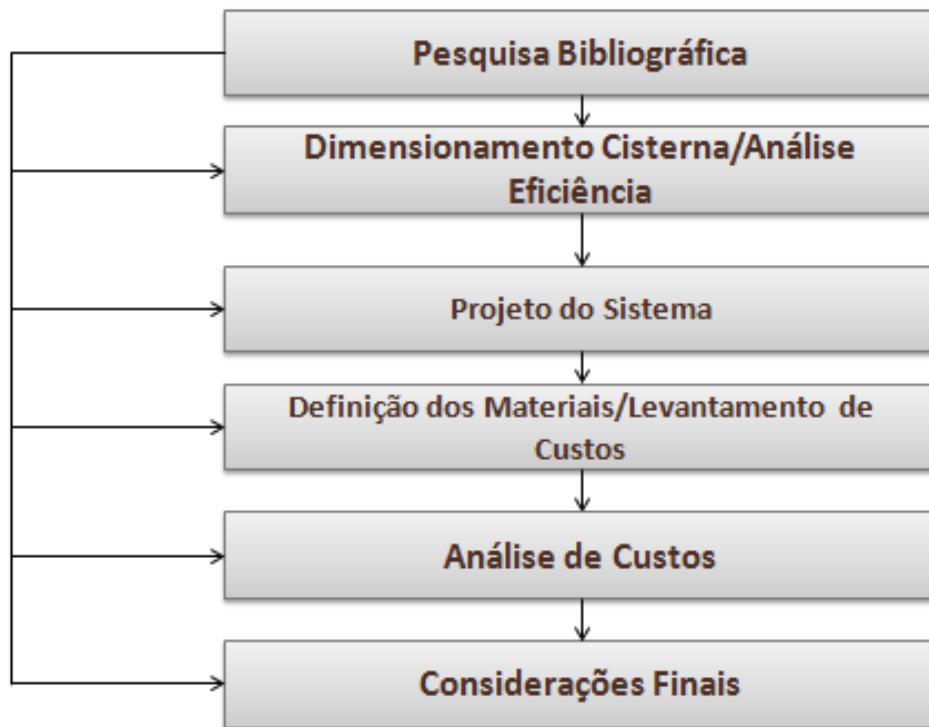 Pesquisa Bibliográfica
Dimensionamento Cisterna/Análise
Eficiência
Projeto do Sistema
Definição dos Materiais/Levantamento de
Custos
Análise de Custos
Considerações Finais